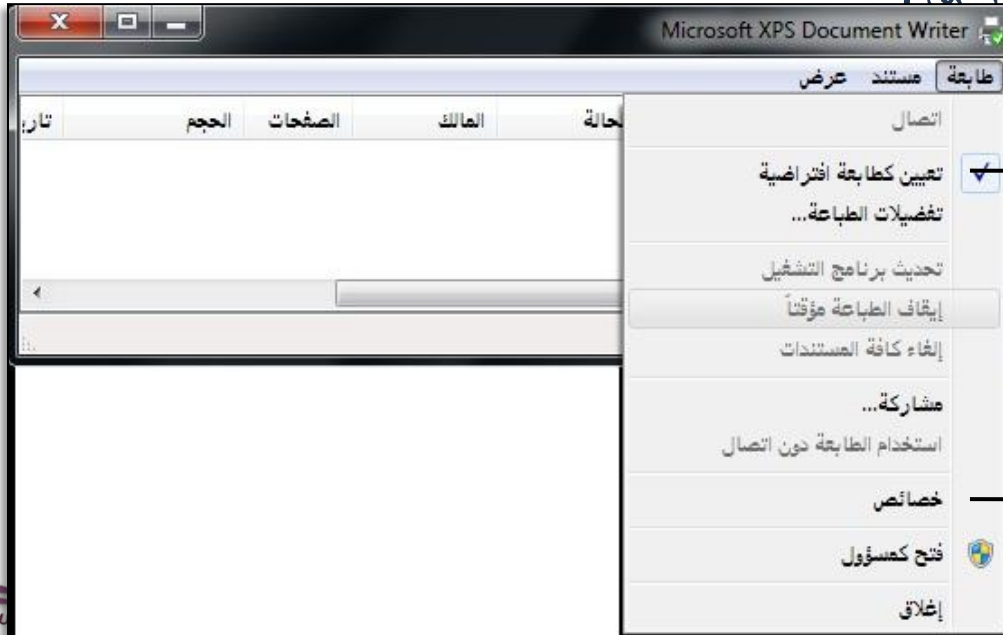 Microsoft XPS Document Writer
طابعة مستند عرض
المالك الصفحات الحجم
اتصال
تعيين كطابعة افتراضية
تفضيلات الطباعة...
تحديث برنامج التشغيل
إيقاف الطباعة مؤقتاً
إلغاء كافة المستندات
مشاركة...
استخدام الطابعة دون اتصال
خصائص
فتح كمسؤول
إغلاق